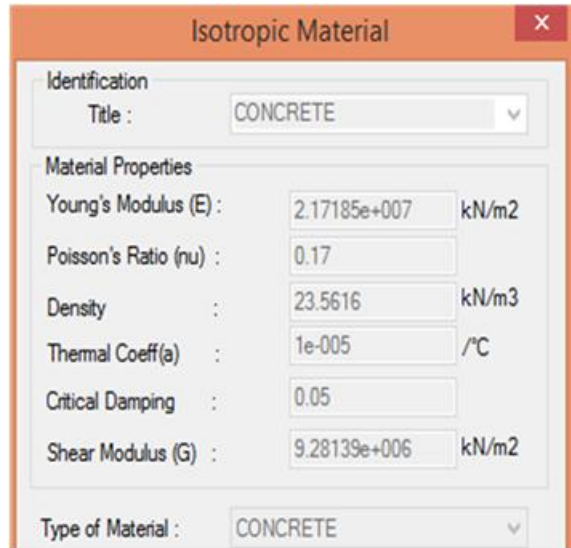 Isotropic Material
x
Identification
Title : CONCRETE
Material Properties
Young's Modulus (E) : 2.17185e+007 kN/m2
Poisson's Ratio (nu) : 0.17
Density : 23.5616 kN/m3
Thermal Coeff(a) : 1e-005 /°C
Critical Damping : 0.05
Shear Modulus (G) : 9.28139e+006 kN/m2
Type of Material : CONCRETE